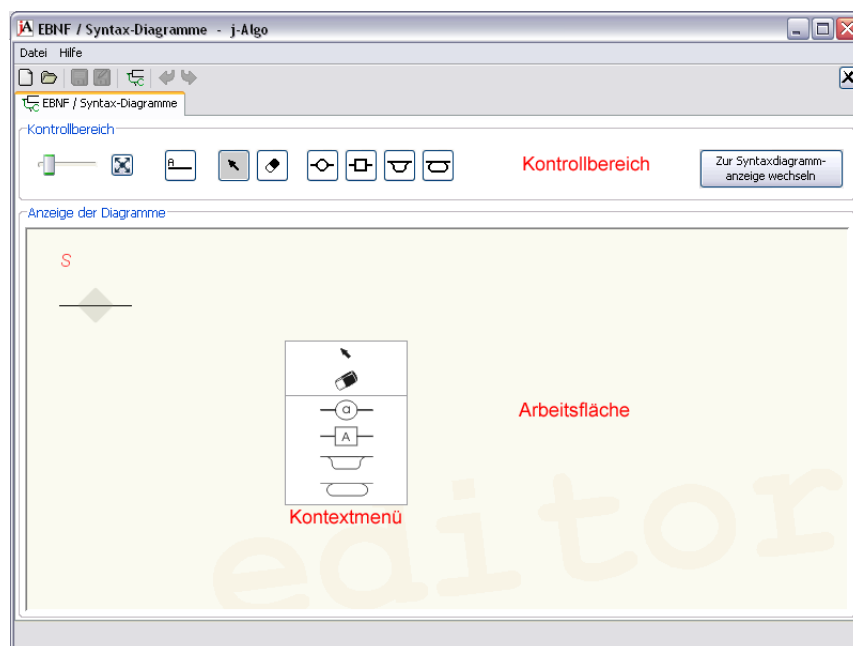 jA EBNF / Syntax-Diagramme - j-Algo
Datei Hilfe
EBNF / Syntax-Diagramme
Kontrollbereich
A
Kontrollbereich
Zur Syntaxdiagramm-
anzeige wechseln
Anzeige der Diagramme
S
a
A
Arbeitsfläche
Kontextmenü
editor